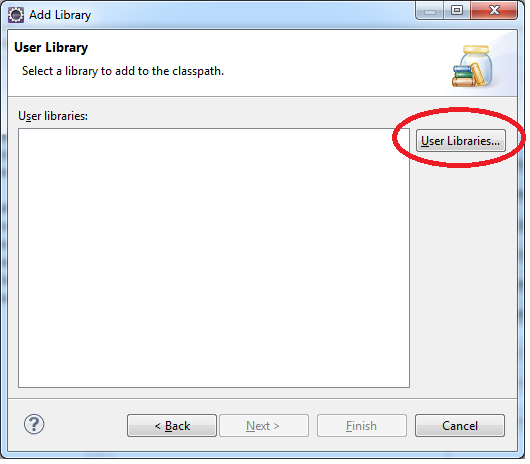 Add Library
User Library
Select a library to add to the classpath.
User libraries:
User Libraries...
?
< Back
Next >
Finish
Cancel